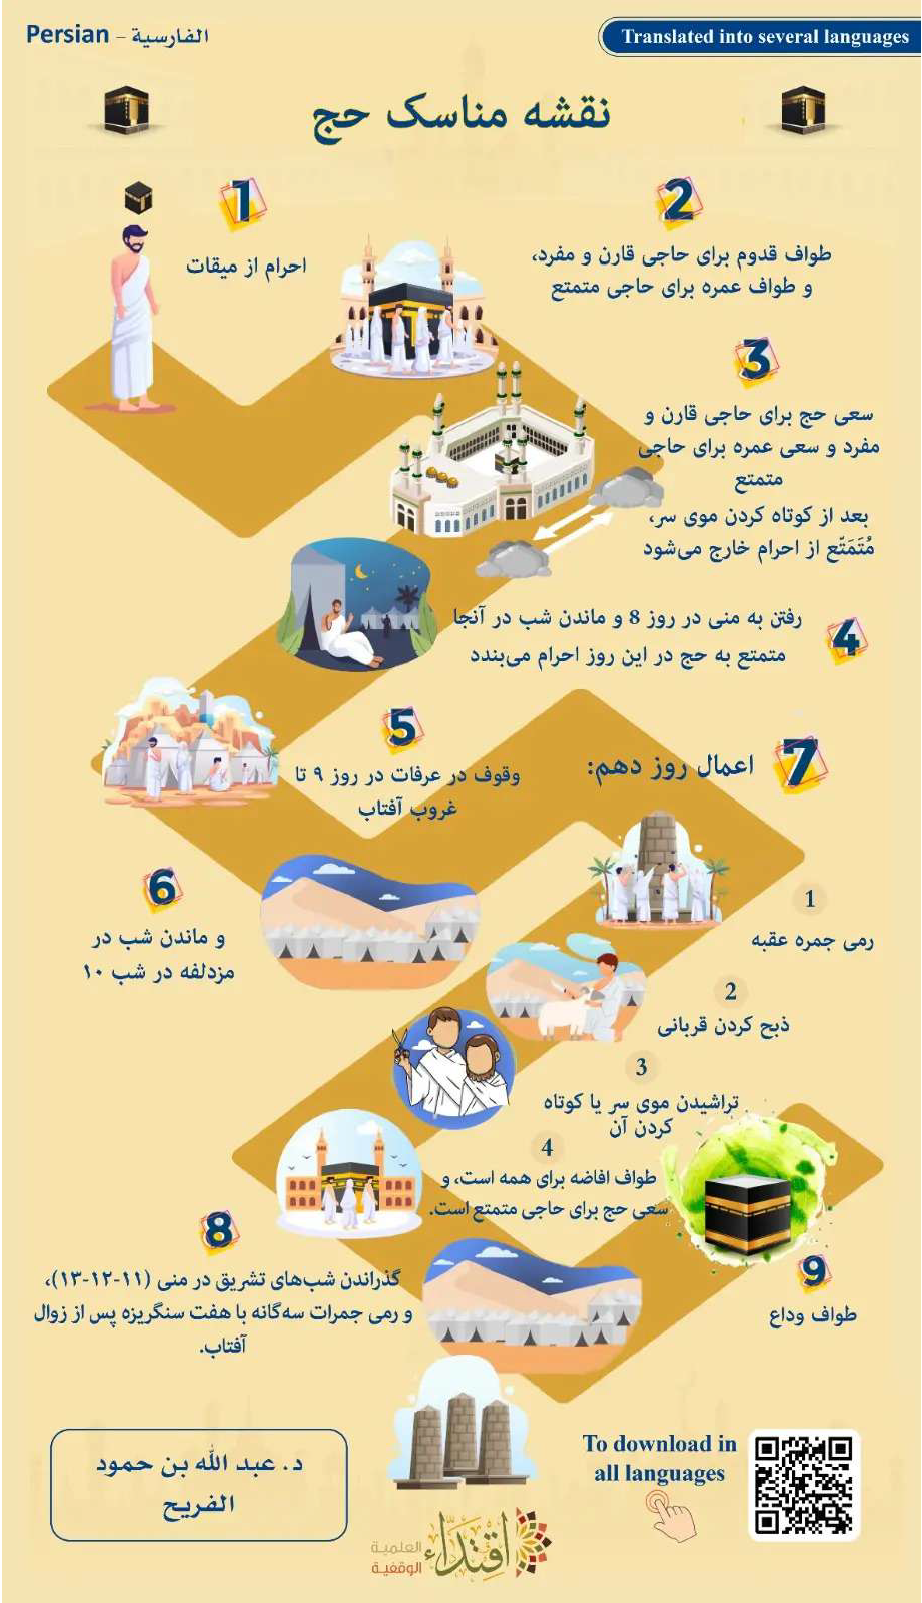 الفارسية – Persian
Translated into several languages
نقشه مناسک حج
1
احرام از میقات
2
طواف قدوم برای حاجی قارن و مفرد،
و طواف عمره برای حاجی متمتع
3
سعی حج برای حاجی قارن و
مفرد و سعی عمره برای حاجی
متمتع
بعد از کوتاه کردن موی سر،
مُتَمَتّع از احرام خارج می‌شود
4
رفتن به منی در روز 8 و ماندن شب در آنجا
متمتع به حج در این روز احرام می‌بندد
5
وقوف در عرفات در روز ۹ تا
غروب آفتاب
6
و ماندن شب در
مزدلفه در شب ۱۰
7
اعمال روز دهم:
1
رمی جمره عقبه
2
ذبح کردن قربانی
3
تراشیدن موی سر یا کوتاه
کردن آن
4
طواف افاضه برای همه است، و
سعی حج برای حاجی متمتع است.
8
گذراندن شب‌های تشریق در منی (۱۱-۱۲-۱۳)،
و رمی جمرات سه‌گانه با هفت سنگریزه پس از زوال
آفتاب.
9
طواف وداع
د. عبد الله بن حمود
الفريح
To download in
all languages
اقتداء
العلمية
الوقفية